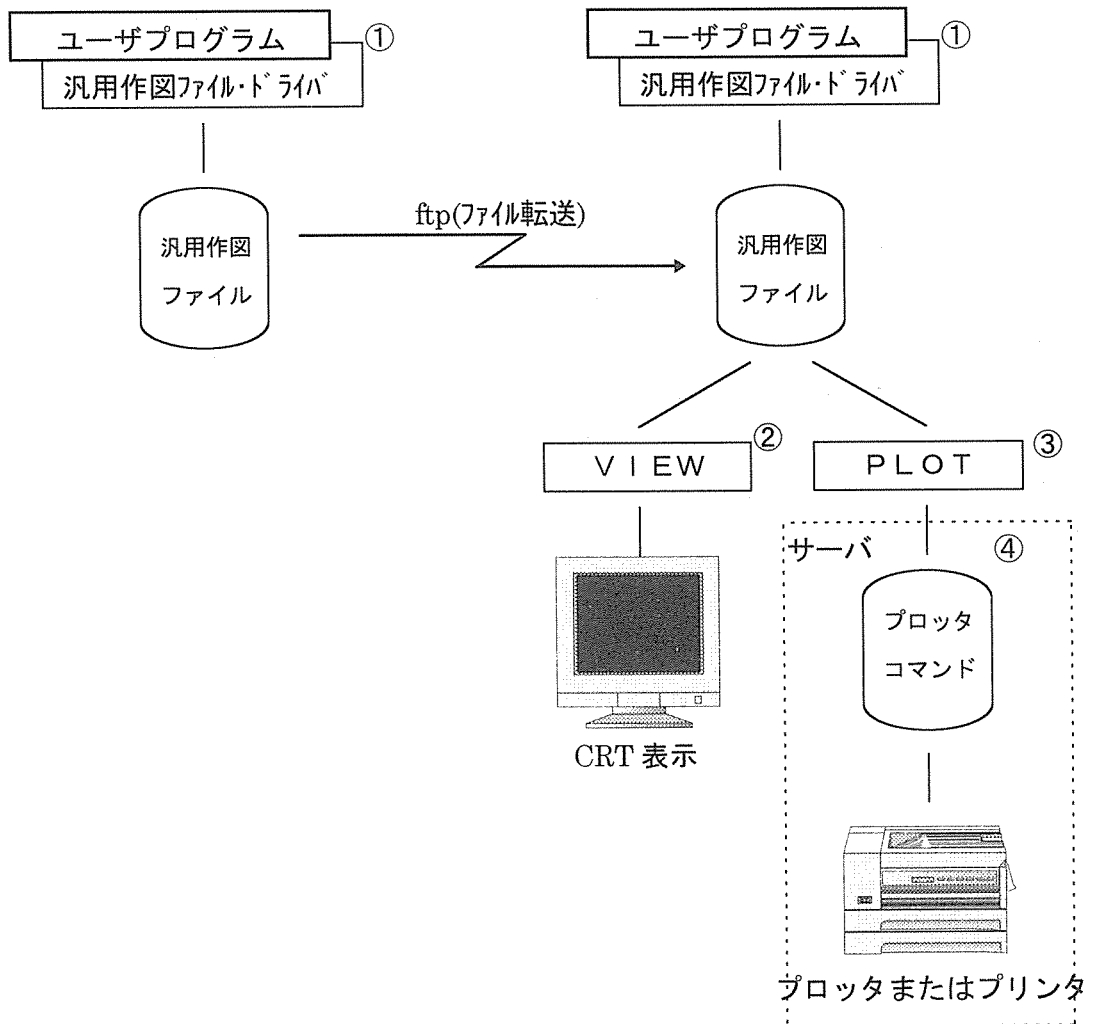 ユーザプログラム
①
汎用作図ファイル・ドライバ
ユーザプログラム
①
汎用作図ファイル・ドライバ
汎用作図
ファイル
ftp(ファイル転送)
汎用作図
ファイル
VIEW
②
PLOT
③
サーバ
④
プロッタ
コマンド
CRT 表示
プロッタまたはプリンタ